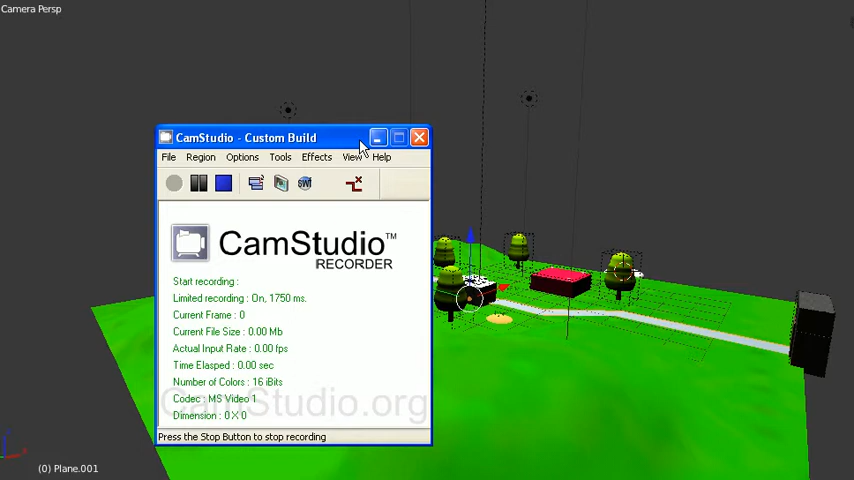 Camera Persp
CamStudio - Custom Build
File Region Options Tools Effects View Help
SWT
CamStudio™
RECORDER
Start recording :
Limited recording : On, 1750 ms.
Current Frame : 0
Current File Size : 0.00 Mb
Actual Input Rate : 0.00 fps
Time Elasped : 0.00 sec
Number of Colors : 16 iBits
Codec : MS Video 1
CamStudio.org
Dimension : 0 X 0
Press the Stop Button to stop recording
(0) Plane.001